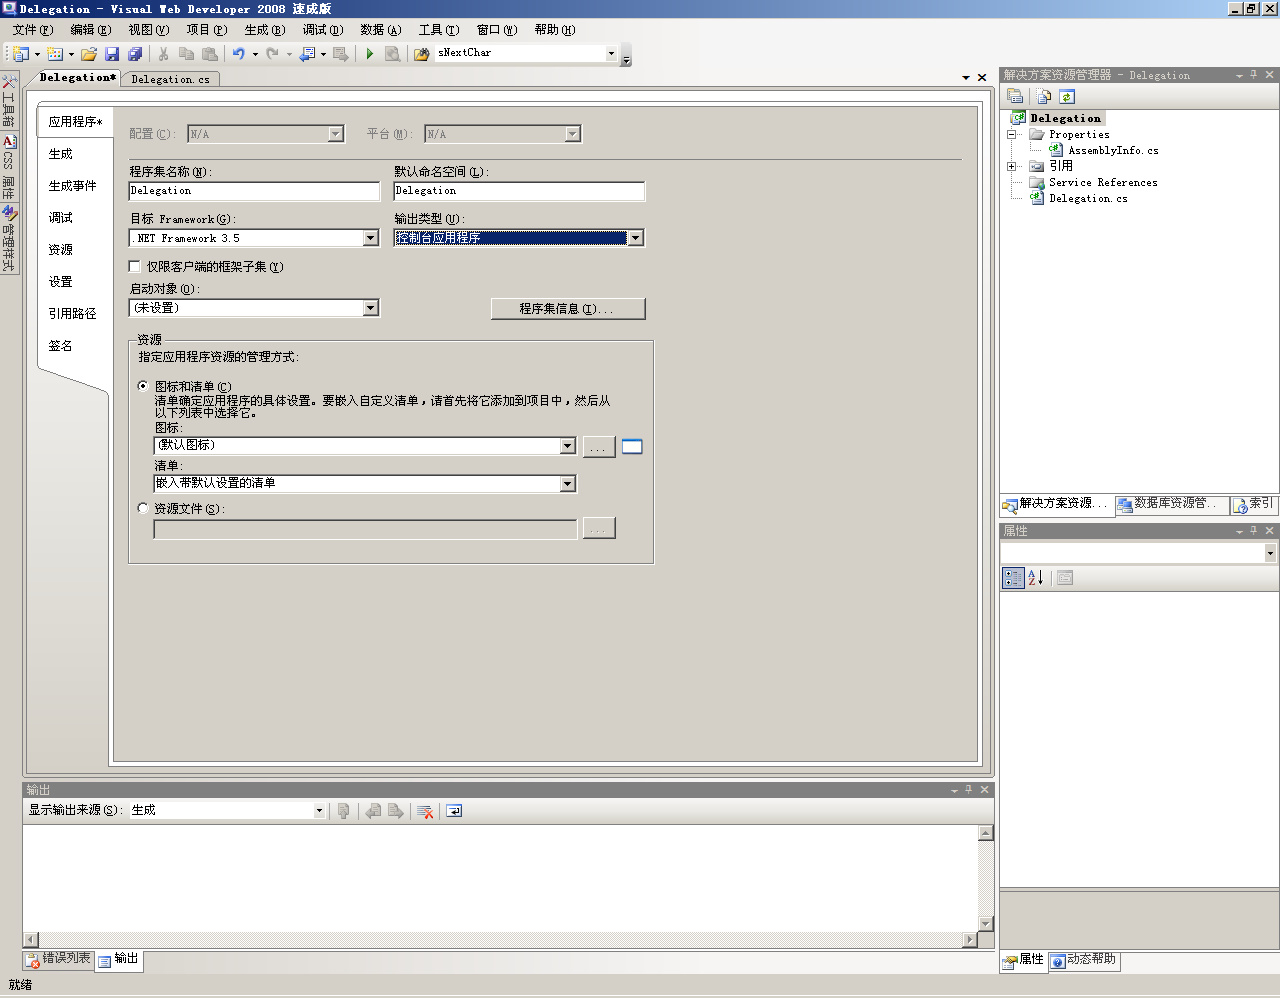 Delegation - Visual Web Developer 2008 速成版
文件(F) 编辑(E) 视图(V) 项目(P) 生成(B) 调试(D) 数据(A) 工具(T) 窗口(W) 帮助(H)
sNextChar
Delegation* Delegation.cs
工具箱
CSS 属性
管理样式
应用程序*
生成
生成事件
调试
资源
设置
引用路径
签名
配置(C): N/A 平台(M): N/A
程序集名称(N): 默认命名空间(L):
Delegation Delegation
目标 Framework(G): 输出类型(U):
.NET Framework 3.5 控制台应用程序
仅限客户端的框架子集(Y)
启动对象(O):
(未设置) 程序集信息(I)...
资源
指定应用程序资源的管理方式:
图标和清单(C)
清单确定应用程序的具体设置。要嵌入自定义清单，请首先将它添加到项目中，然后从
以下列表中选择它。
图标:
(默认图标) ...
清单:
嵌入带默认设置的清单
资源文件(S):
...
解决方案资源管理器 - Delegation
Delegation
Properties
AssemblyInfo.cs
引用
Service References
Delegation.cs
解决方案资源... 数据库资源管... 索引
属性
属性 动态帮助
输出
显示输出来源(S): 生成
错误列表 输出
就绪